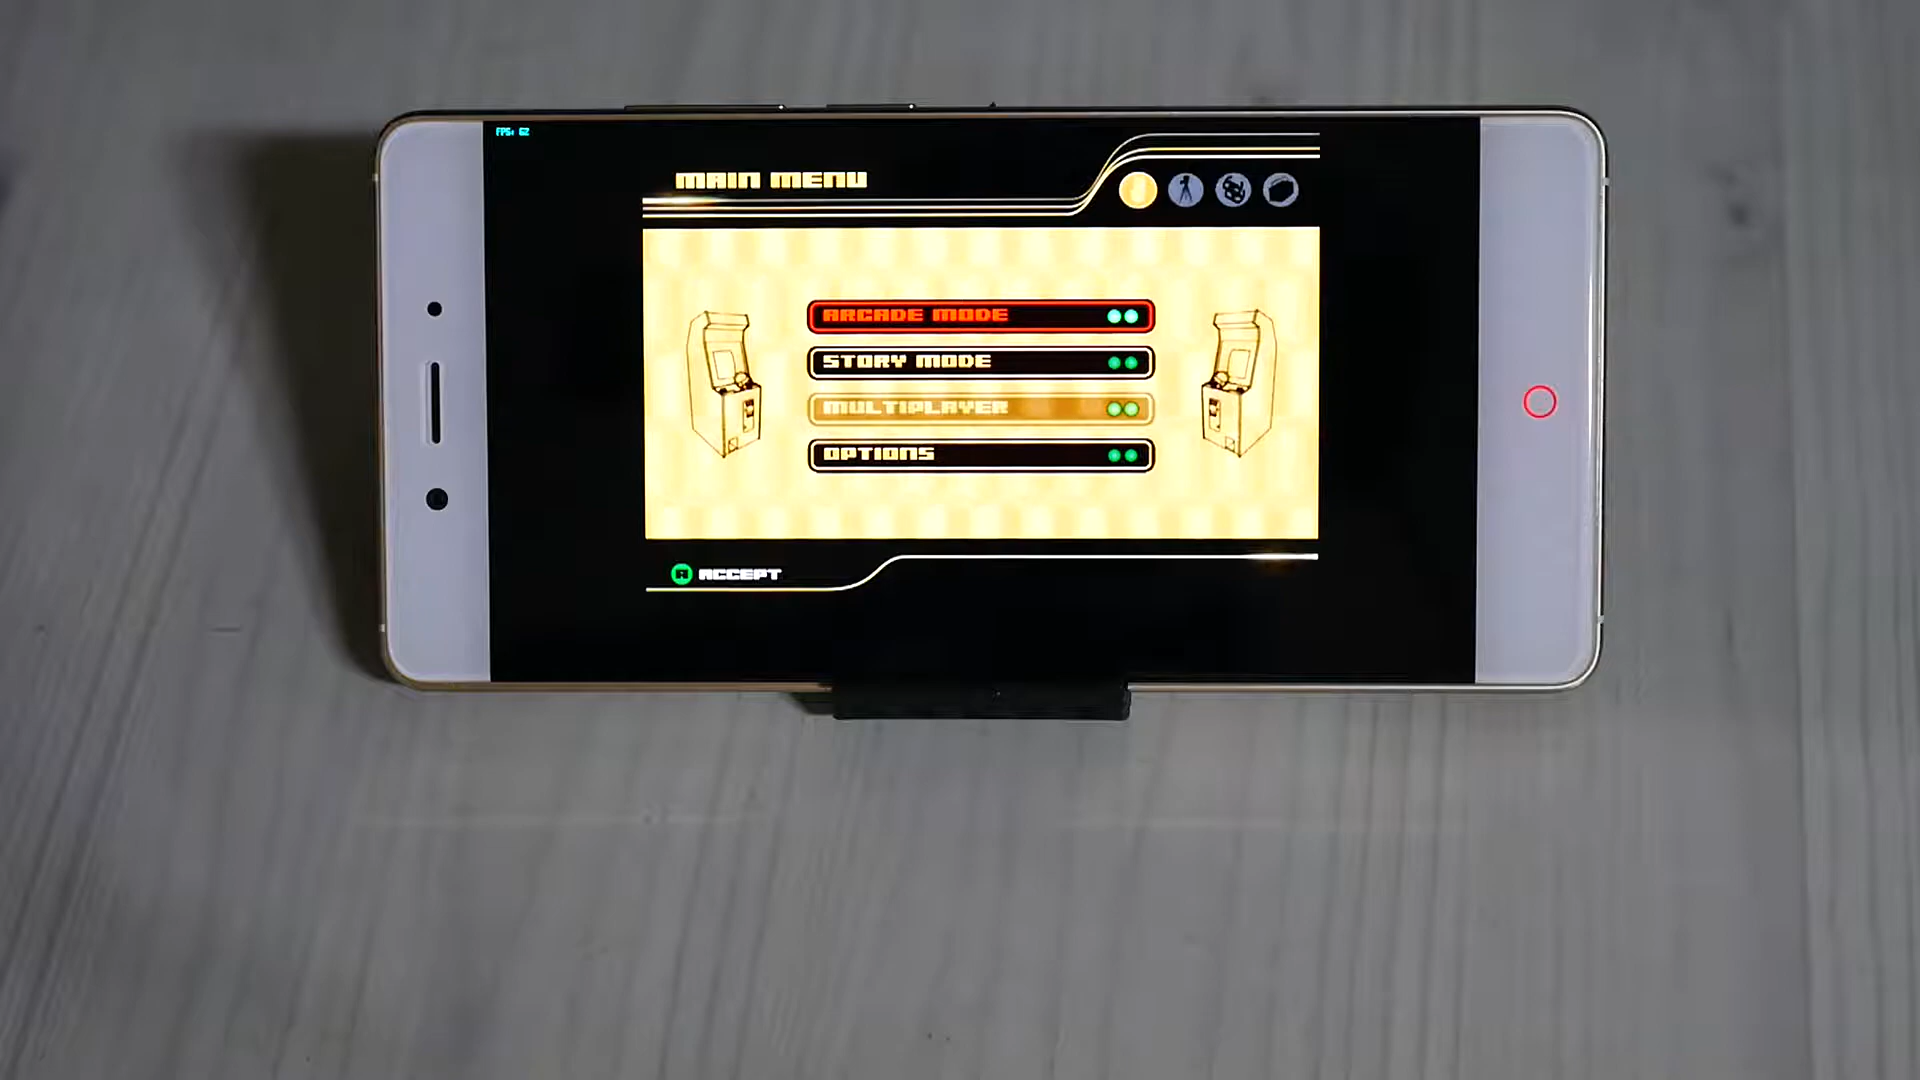 FPS: 62
MAIN MENU
ARCADE MODE
STORY MODE
MULTIPLAYER
OPTIONS
A ACCEPT